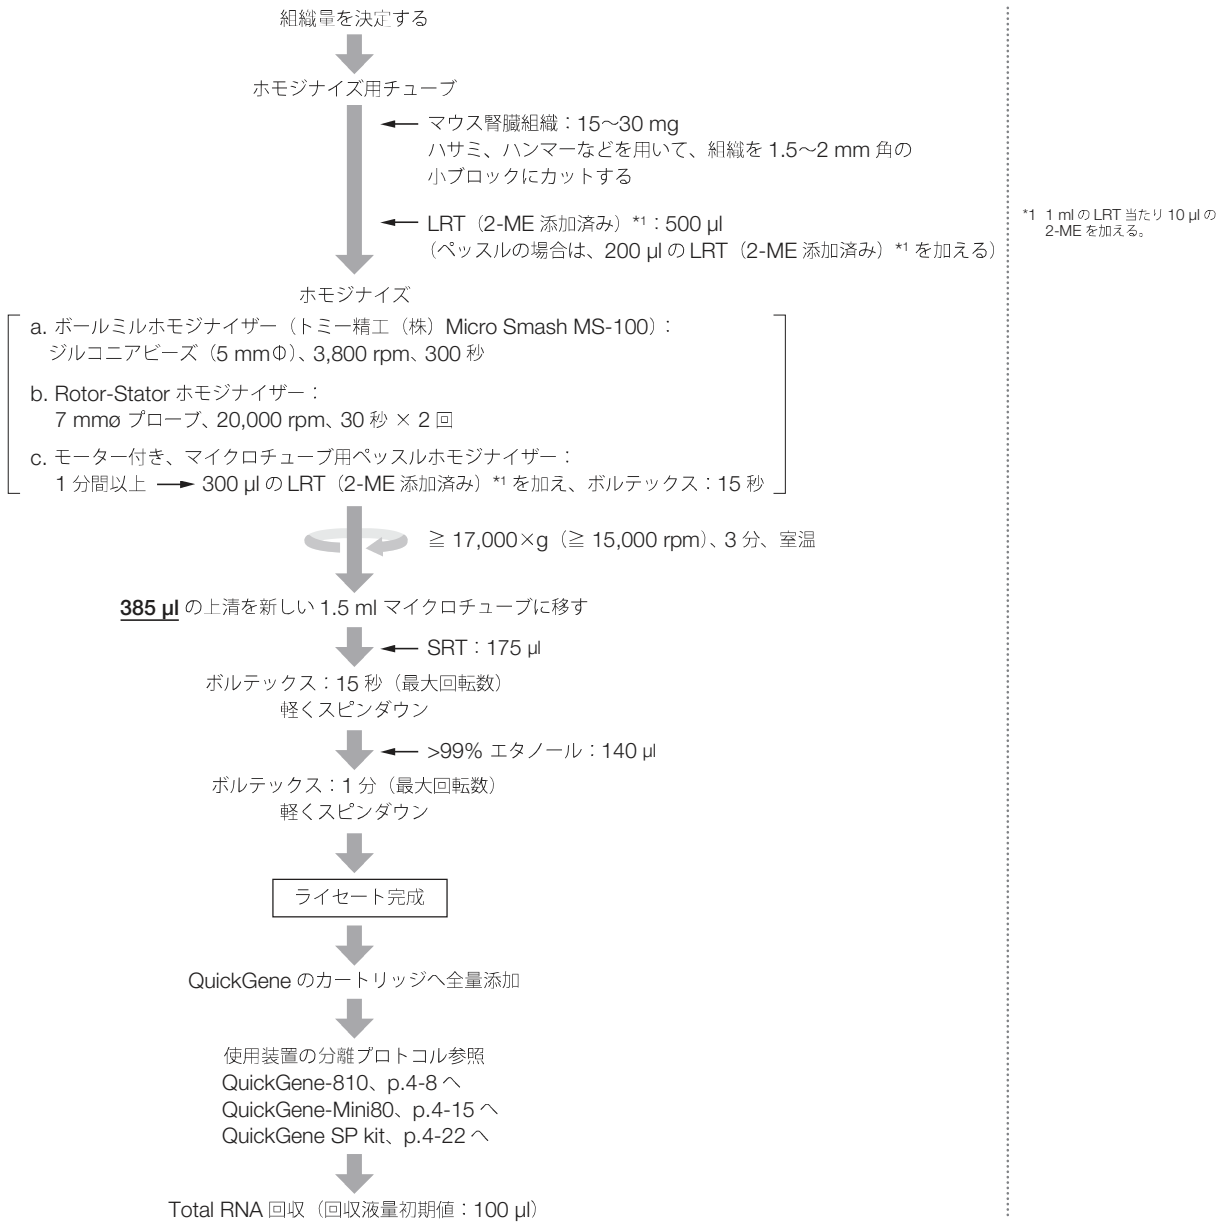 組織量を決定する
ホモジナイズ用チューブ
マウス腎臓組織：15〜30 mg
ハサミ、ハンマーなどを用いて、組織を 1.5〜2 mm 角の
小ブロックにカットする
LRT（2-ME 添加済み）*1：500 µl
（ペッスルの場合は、200 µl の LRT（2-ME 添加済み）*1 を加える）
*1 1 ml の LRT 当たり 10 µl の
2-ME を加える。
ホモジナイズ
a. ボールミルホモジナイザー（トミー精工（株）Micro Smash MS-100）：
ジルコニアビーズ（5 mmΦ）、3,800 rpm、300 秒
b. Rotor-Stator ホモジナイザー：
7 mmø プローブ、20,000 rpm、30 秒 × 2 回
c. モーター付き、マイクロチューブ用ペッスルホモジナイザー：
1 分間以上 → 300 µl の LRT（2-ME 添加済み）*1 を加え、ボルテックス：15 秒
≧ 17,000×g（≧ 15,000 rpm）、3 分、室温
385 µl の上清を新しい 1.5 ml マイクロチューブに移す
SRT：175 µl
ボルテックス：15 秒（最大回転数）
軽くスピンダウン
>99% エタノール：140 µl
ボルテックス：1 分（最大回転数）
軽くスピンダウン
ライセート完成
QuickGene のカートリッジへ全量添加
使用装置の分離プロトコル参照
QuickGene-810、p.4-8 へ
QuickGene-Mini80、p.4-15 へ
QuickGene SP kit、p.4-22 へ
Total RNA 回収（回収液量初期値：100 µl）